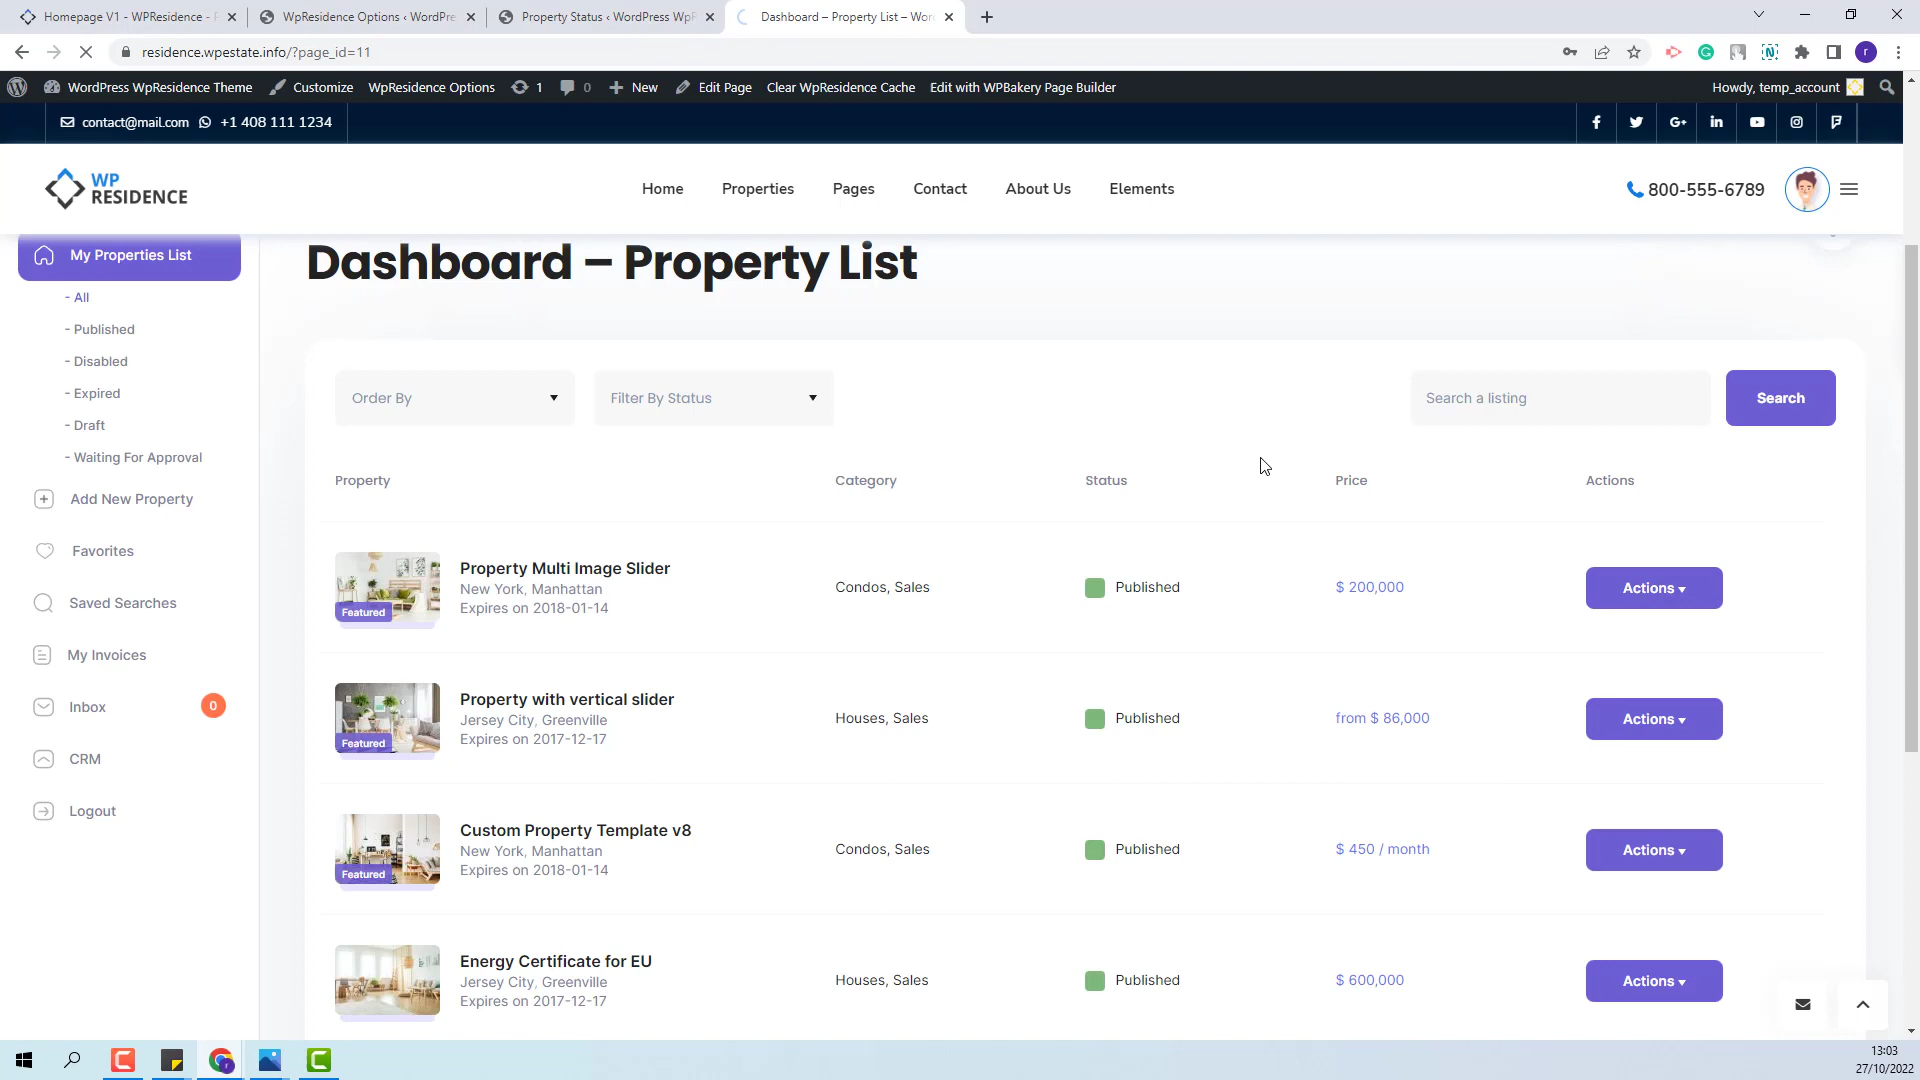 Homepage V1 - WPResidence -
WpResidence Options ‹ WordPre
Property Status ‹ WordPress WpR
Dashboard – Property List – Wor
residence.wpestate.info/?page_id=11
WordPress WpResidence Theme Customize WpResidence Options 1 0 New Edit Page Clear WpResidence Cache Edit with WPBakery Page Builder
Howdy, temp_account
contact@mail.com +1 408 111 1234
WP
RESIDENCE
Home Properties Pages Contact About Us Elements
800-555-6789
My Properties List
- All
- Published
- Disabled
- Expired
- Draft
- Waiting For Approval
Add New Property
Favorites
Saved Searches
My Invoices
Inbox 0
CRM
Logout
Dashboard – Property List
Order By
Filter By Status
Search a listing
Search
Property Category Status Price Actions
Featured
Property Multi Image Slider
New York, Manhattan
Expires on 2018-01-14
Condos, Sales
Published
$ 200,000
Actions
Featured
Property with vertical slider
Jersey City, Greenville
Expires on 2017-12-17
Houses, Sales
Published
from $ 86,000
Actions
Featured
Custom Property Template v8
New York, Manhattan
Expires on 2018-01-14
Condos, Sales
Published
$ 450 / month
Actions
Energy Certificate for EU
Jersey City, Greenville
Expires on 2017-12-17
Houses, Sales
Published
$ 600,000
Actions
13:03
27/10/2022